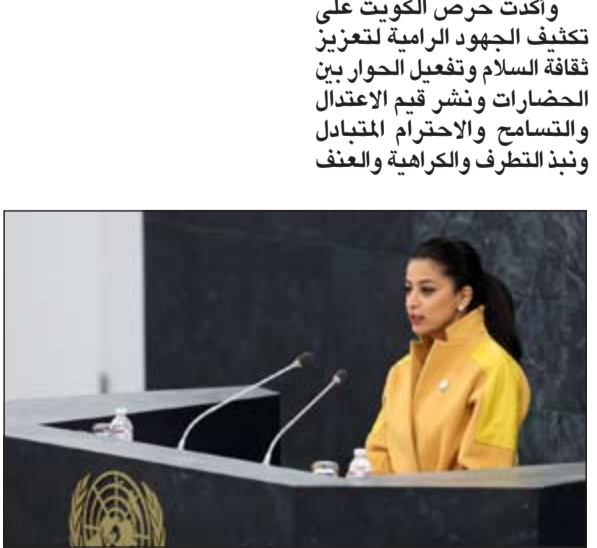 وأكدت حرص الكويت على
تكثيف الجهود الرامية لتعزيز
ثقافة السلام وتفعيل الحوار بين
الحضارات ونشر قيم الاعتدال
والتسامح والاحترام المتبادل
ونبذ التطرف والكراهية والعنف